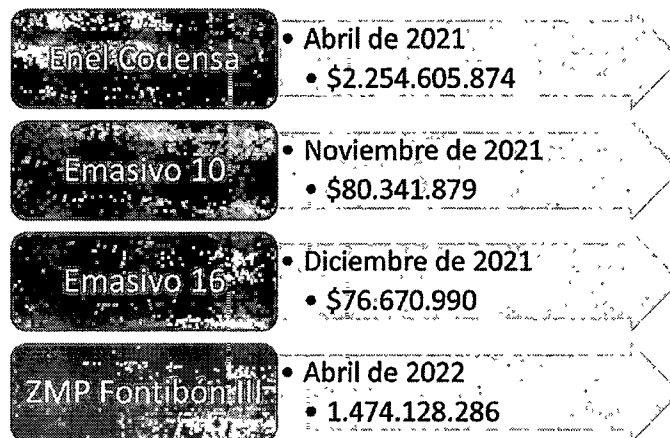 Enel Codensa
• Abril de 2021
• $2.254.605.874
Emasivo 10
• Noviembre de 2021
• $80.341.879
Emasivo 16
• Diciembre de 2021
• $76.670.990
ZMP Fontibón III
• Abril de 2022
• 1.474.128.286